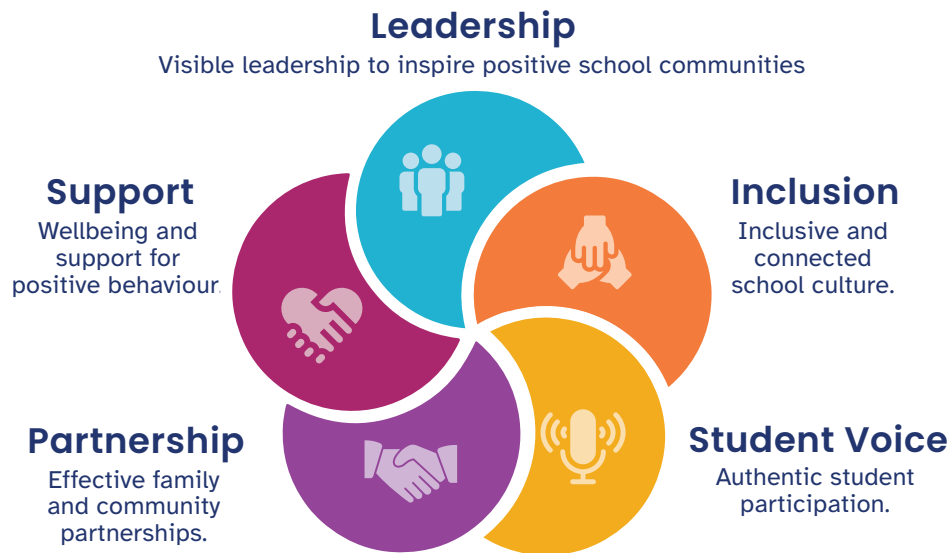 Leadership
Visible leadership to inspire positive school communities
Support
Wellbeing and
support for
positive behaviour.
Inclusion
Inclusive and
connected
school culture.
Partnership
Effective family
and community
partnerships.
Student Voice
Authentic student
participation.